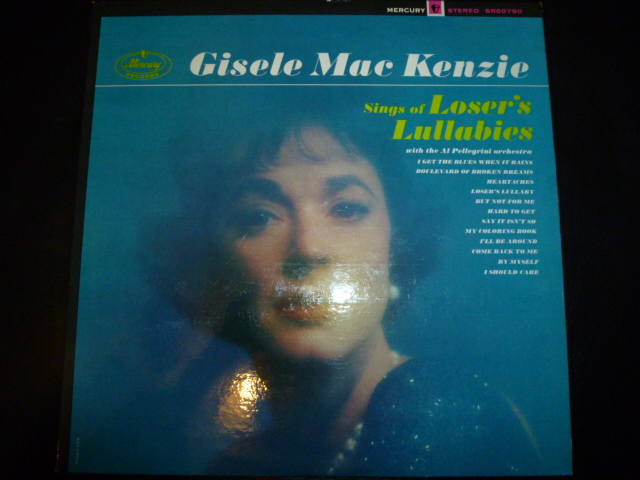 MERCURY STEREO SR60790
Mercury
RECORDS
Gisele Mac Kenzie
Sings of Loser's
Lullabies
with the Al Pellegrini orchestra
I GET THE BLUES WHEN IT RAINS
BOULEVARD OF BROKEN DREAMS
HEARTACHES
LOSER'S LULLABY
BUT NOT FOR ME
HARD TO GET
SAY IT ISN'T SO
MY COLORING BOOK
I'LL BE AROUND
COME BACK TO ME
BY MYSELF
I SHOULD CARE